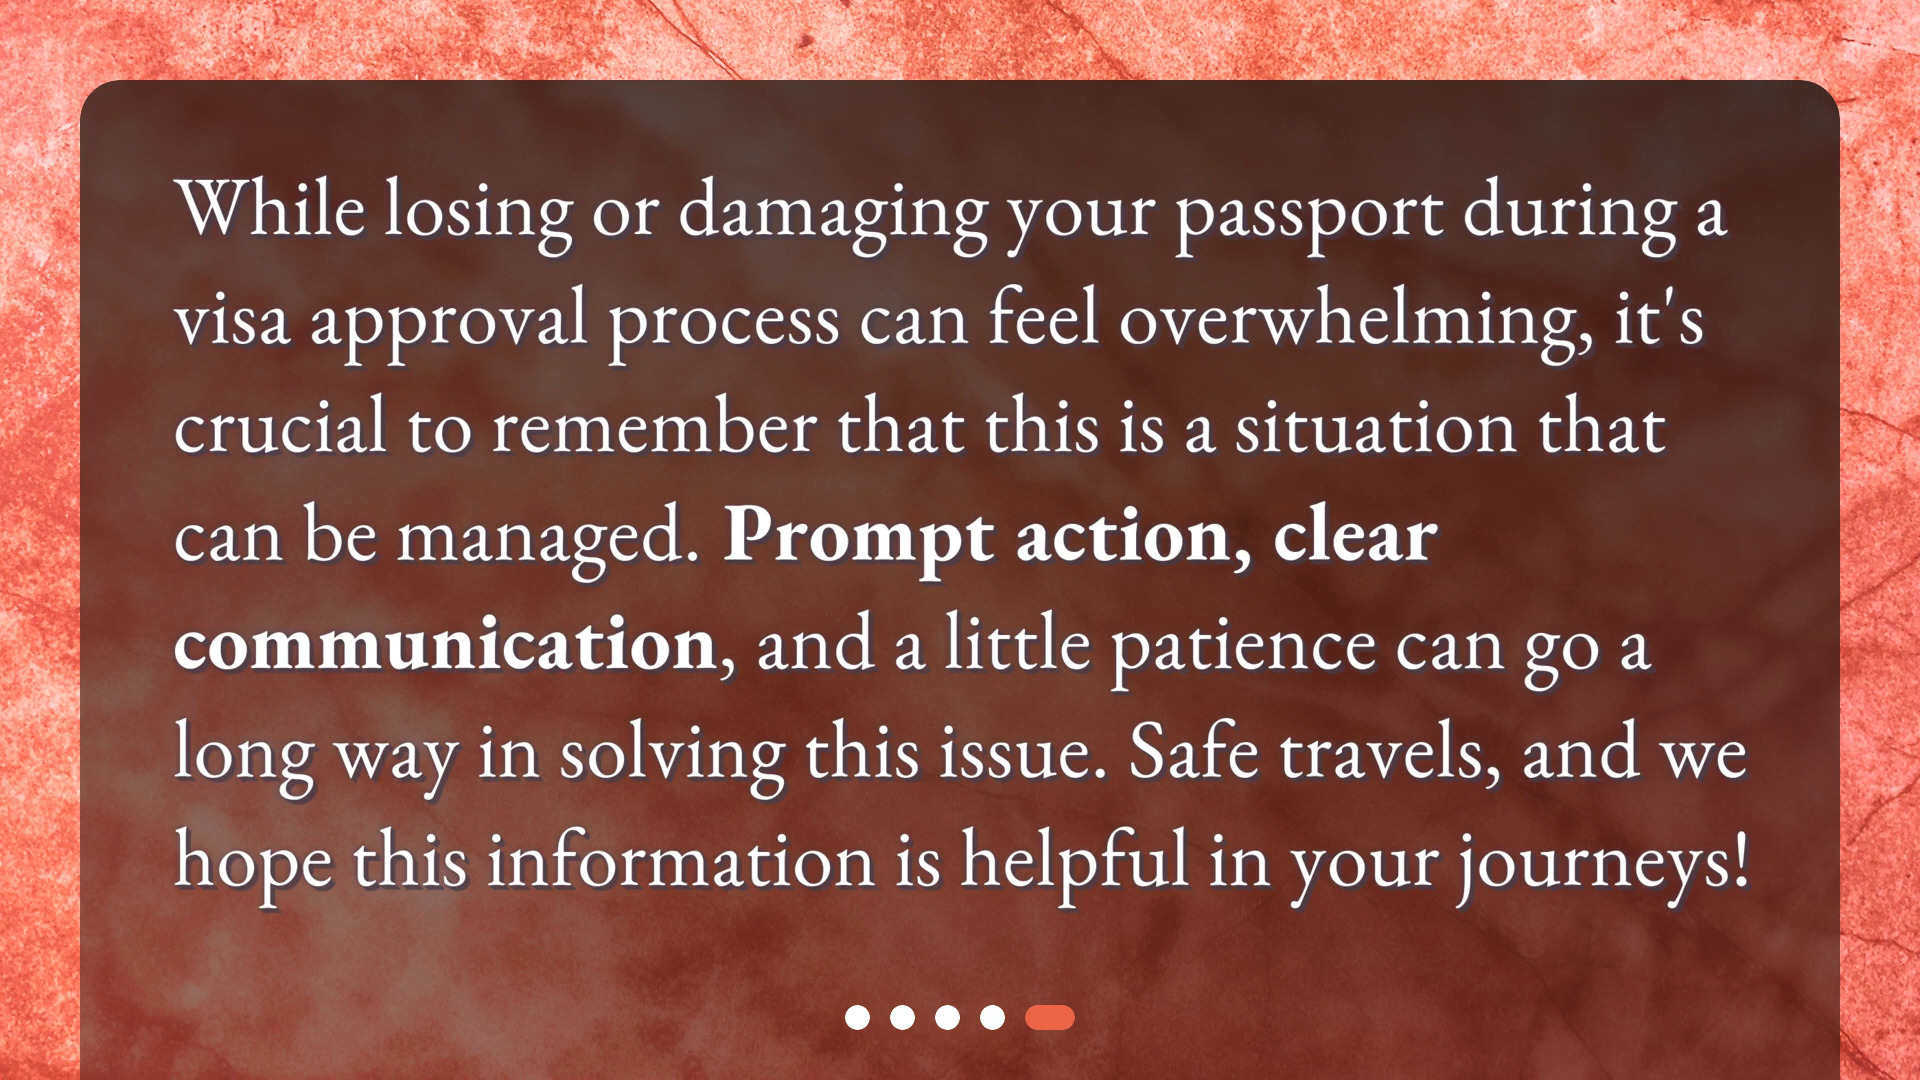 While losing or damaging your passport during a
visa approval process can feel overwhelming, it's
crucial to remember that this is a situation that
can be managed. Prompt action, clear
communication, and a little patience can go a
long way in solving this issue. Safe travels, and we
hope this information is helpful in your journeys!